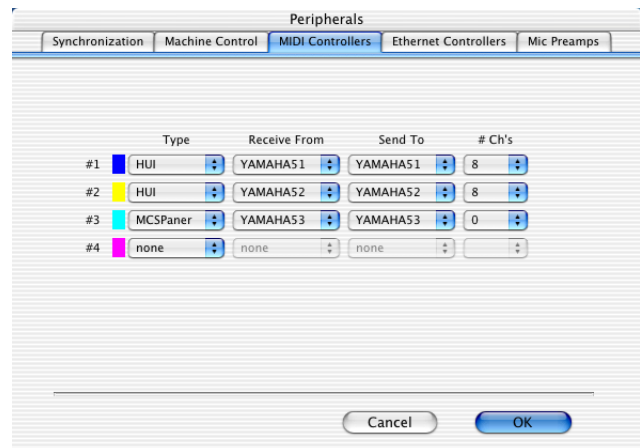 Peripherals
Synchronization Machine Control MIDI Controllers Ethernet Controllers Mic Preamps
Type Receive From Send To # Ch's
#1 HUI YAMAHA51 YAMAHA51 8
#2 HUI YAMAHA52 YAMAHA52 8
#3 MCSPaner YAMAHA53 YAMAHA53 0
#4 none none none
Cancel OK